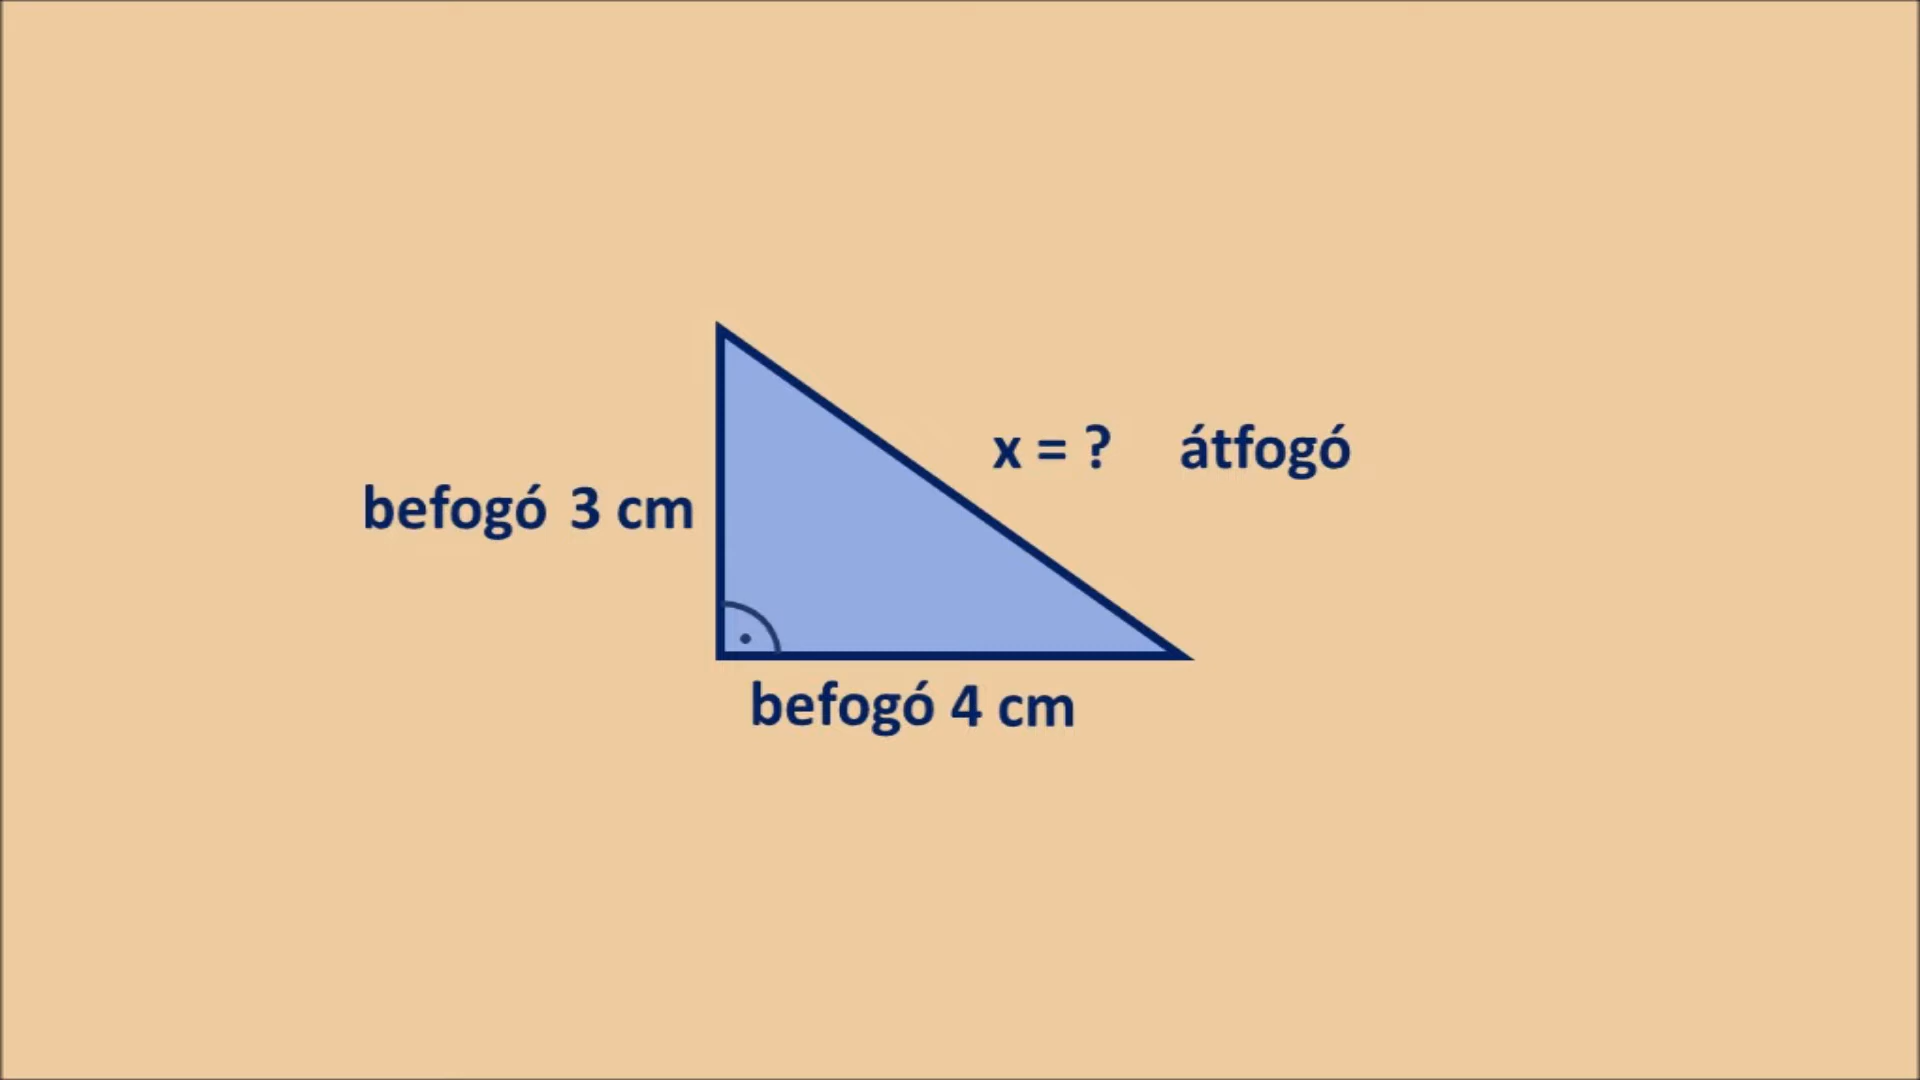 x = ? átfogó
befogó 3 cm
befogó 4 cm